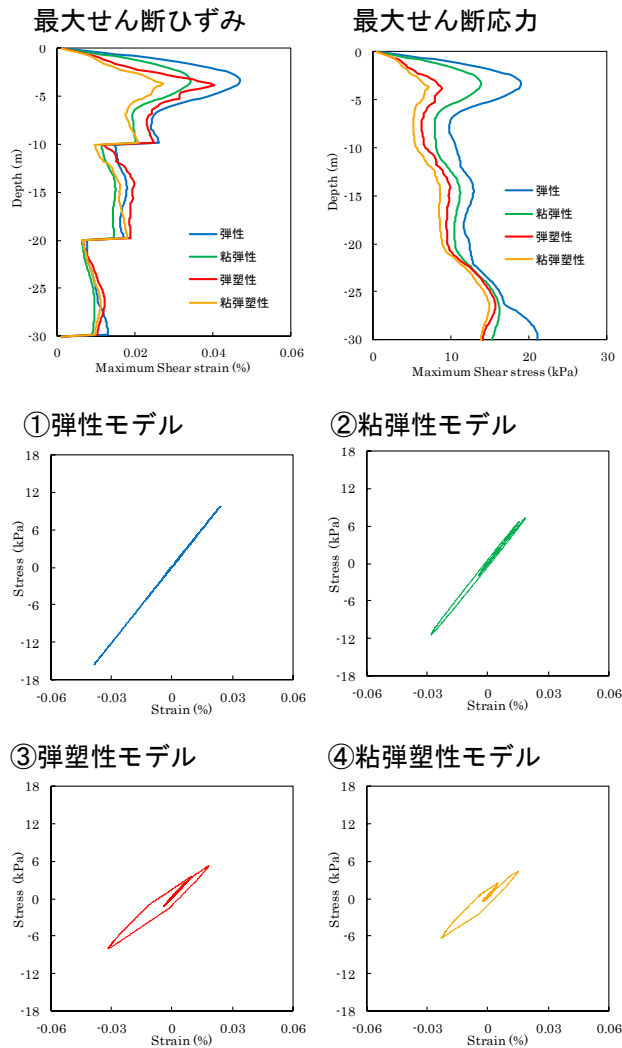 最大せん断ひずみ
最大せん断応力
0
-5
-10
-15
-20
-25
-30
Depth (m)
0
0.02
0.04
0.06
Maximum Shear strain (%)
弾性
粘弾性
弾塑性
粘弾塑性
0
-5
-10
-15
-20
-25
-30
Depth (m)
0
10
20
30
Maximum Shear stress (kPa)
弾性
粘弾性
弾塑性
粘弾塑性
①弾性モデル
②粘弾性モデル
18
12
6
0
-6
-12
-18
Stress (kPa)
-0.06
-0.03
0
0.03
0.06
Strain (%)
18
12
6
0
-6
-12
-18
Stress (kPa)
-0.06
-0.03
0
0.03
0.06
Strain (%)
③弾塑性モデル
④粘弾塑性モデル
18
12
6
0
-6
-12
-18
Stress (kPa)
-0.06
-0.03
0
0.03
0.06
Strain (%)
18
12
6
0
-6
-12
-18
Stress (kPa)
-0.06
-0.03
0
0.03
0.06
Strain (%)